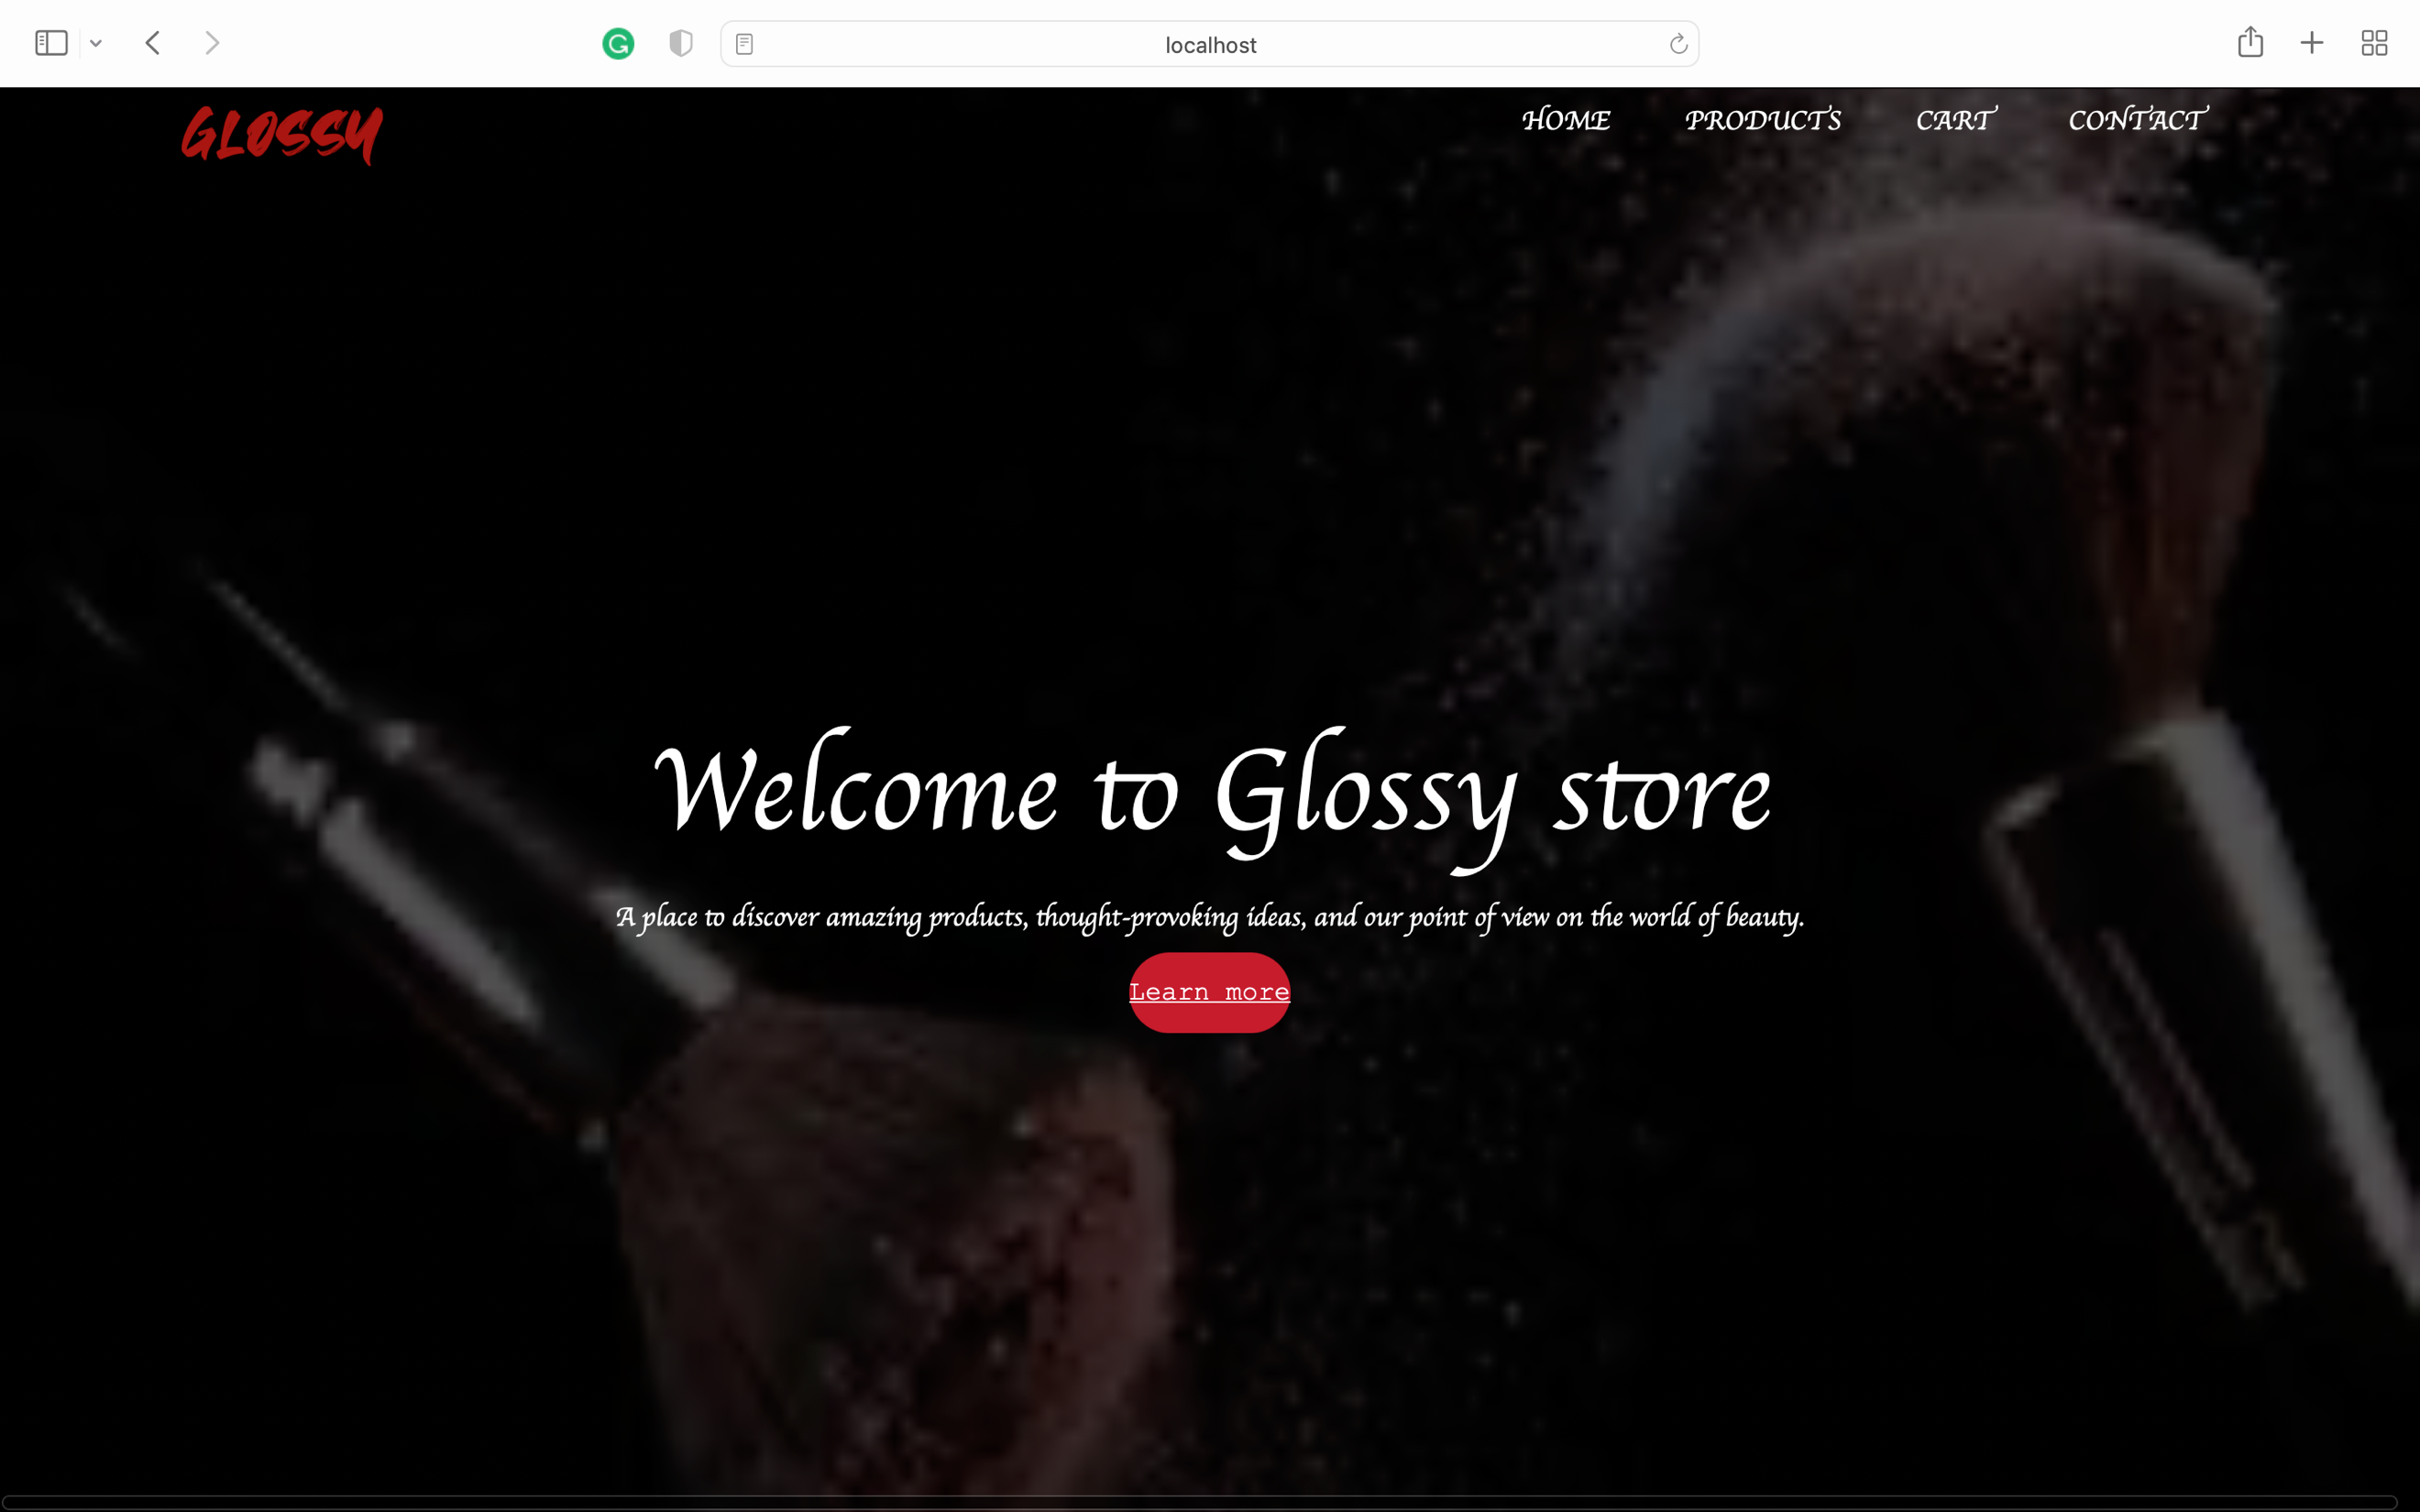 localhost
GLOSSY
HOME PRODUCTS CART CONTACT
Welcome to Glossy store
A place to discover amazing products, thought-provoking ideas, and our point of view on the world of beauty.
Learn more